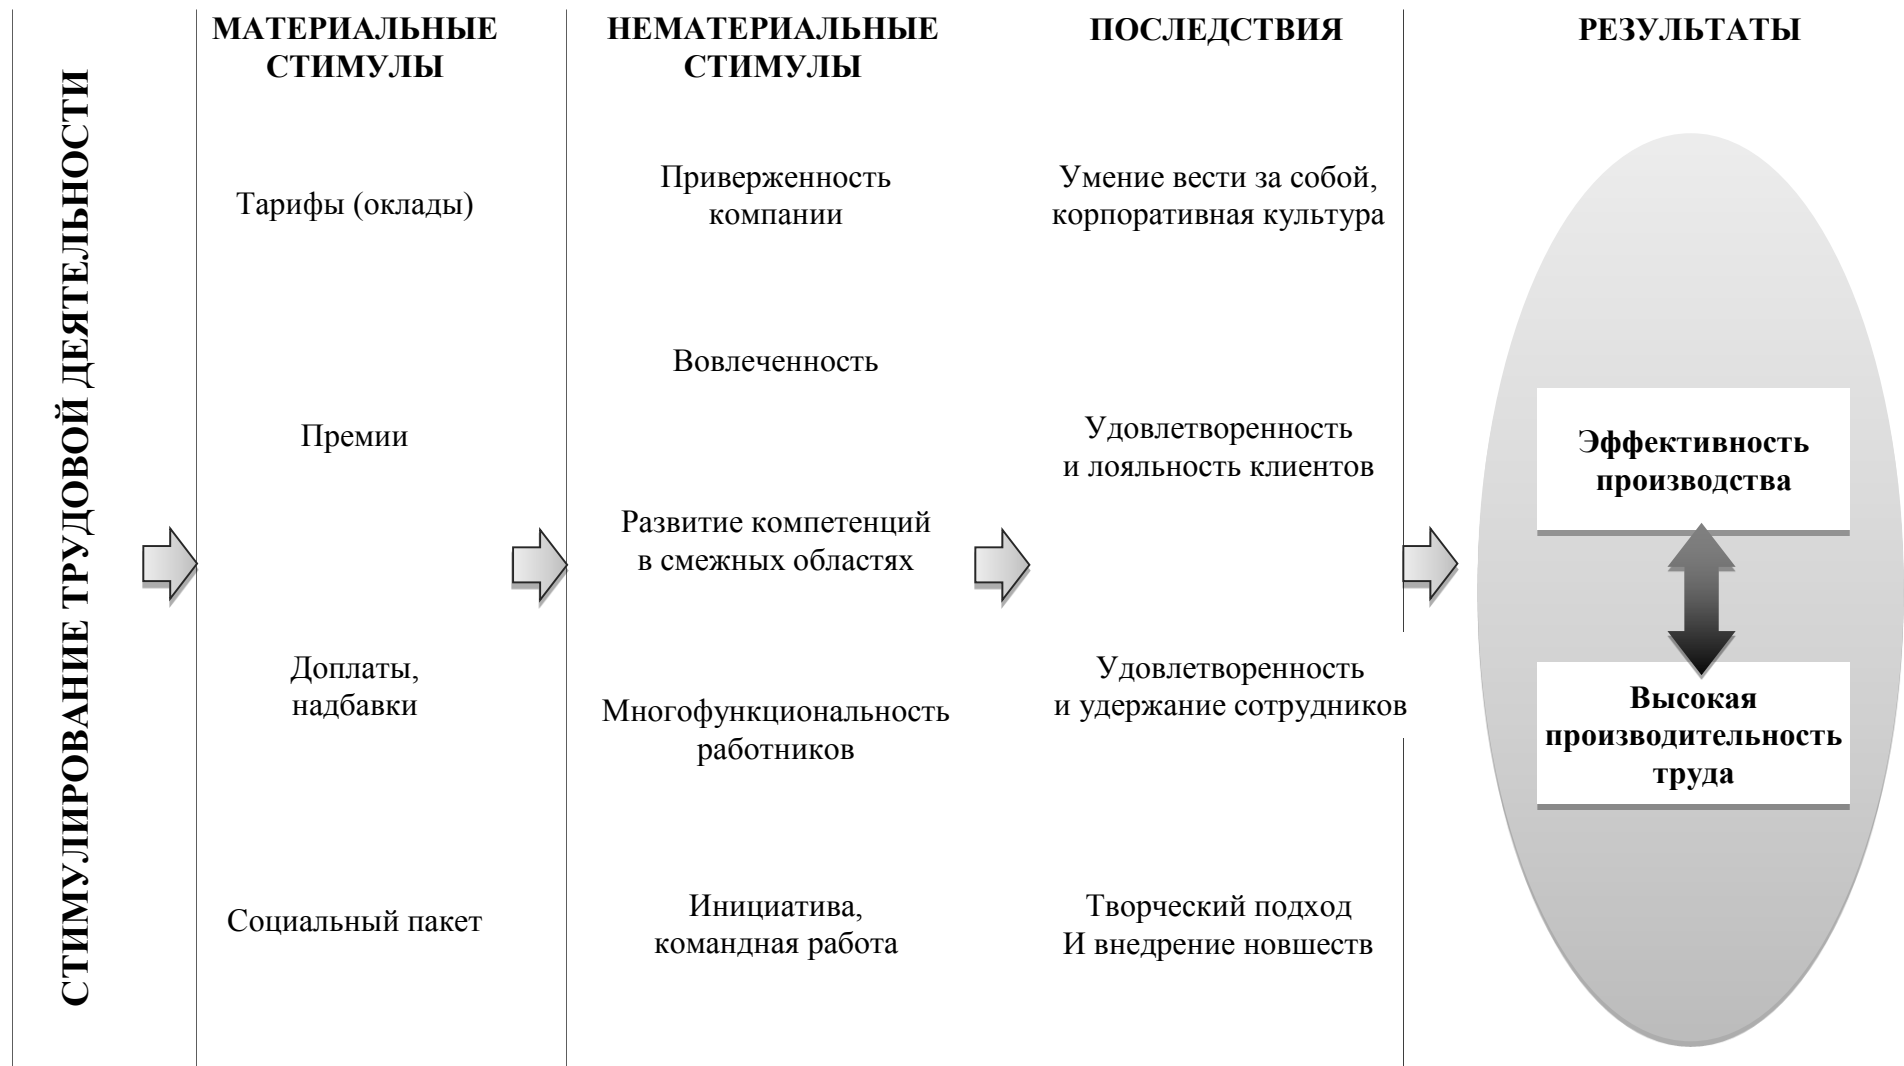 СТИМУЛИРОВАНИЕ ТРУДОВОЙ ДЕЯТЕЛЬНОСТИ
МАТЕРИАЛЬНЫЕ
СТИМУЛЫ
Тарифы (оклады)
Премии
Доплаты,
надбавки
Социальный пакет
НЕМАТЕРИАЛЬНЫЕ
СТИМУЛЫ
Приверженность
компании
Вовлеченность
Развитие компетенций
в смежных областях
Многофункциональность
работников
Инициатива,
командная работа
ПОСЛЕДСТВИЯ
Умение вести за собой,
корпоративная культура
Удовлетворенность
и лояльность клиентов
Удовлетворенность
и удержание сотрудников
Творческий подход
И внедрение новшеств
РЕЗУЛЬТАТЫ
Эффективность
производства
Высокая
производительность
труда